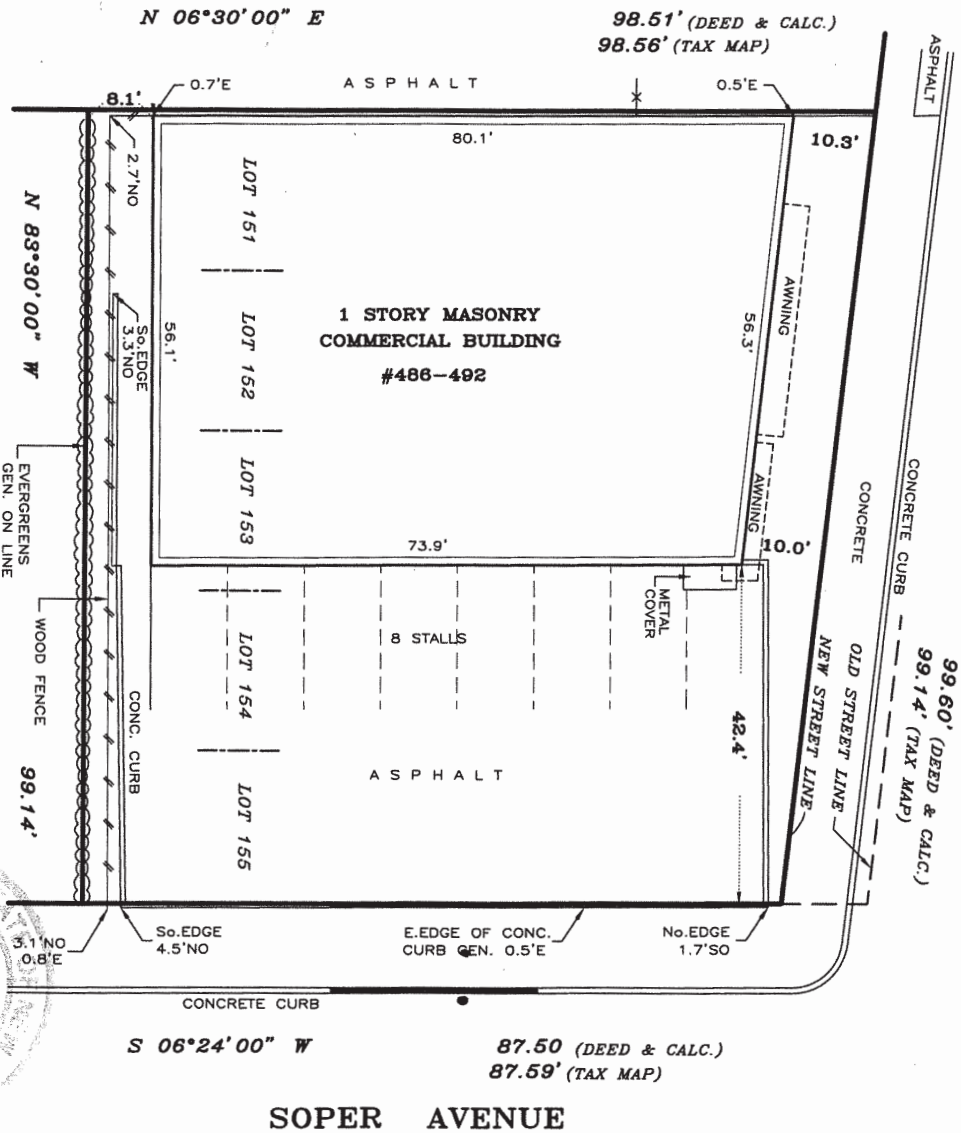 N 06°30'00" E
98.51' (DEED & CALC.)
98.56' (TAX MAP)
ASPHALT
0.7'E
ASPHALT
0.5'E
8.1'
80.1'
10.3'
2.7'NO
LOT 151
N 83°30'00" W
AWNING
1 STORY MASONRY
COMMERCIAL BUILDING
#486-492
56.1'
56.3'
So.EDGE
3.3'NO
LOT 152
EVERGREENS
GEN. ON LINE
LOT 153
AWNING
CONCRETE
CONCRETE CURB
73.9'
10.0'
METAL
COVER
WOOD FENCE
8 STALLS
LOT 154
OLD STREET LINE
NEW STREET LINE
99.60' (DEED & CALC.)
99.14' (TAX MAP)
42.4'
CONC. CURB
ASPHALT
99.14'
LOT 155
3.1'NO
0.8'E
So.EDGE
4.5'NO
E.EDGE OF CONC.
CURB GEN. 0.5'E
No.EDGE
1.7'SO
CONCRETE CURB
S 06°24'00" W
87.50 (DEED & CALC.)
87.59' (TAX MAP)
SOPER AVENUE